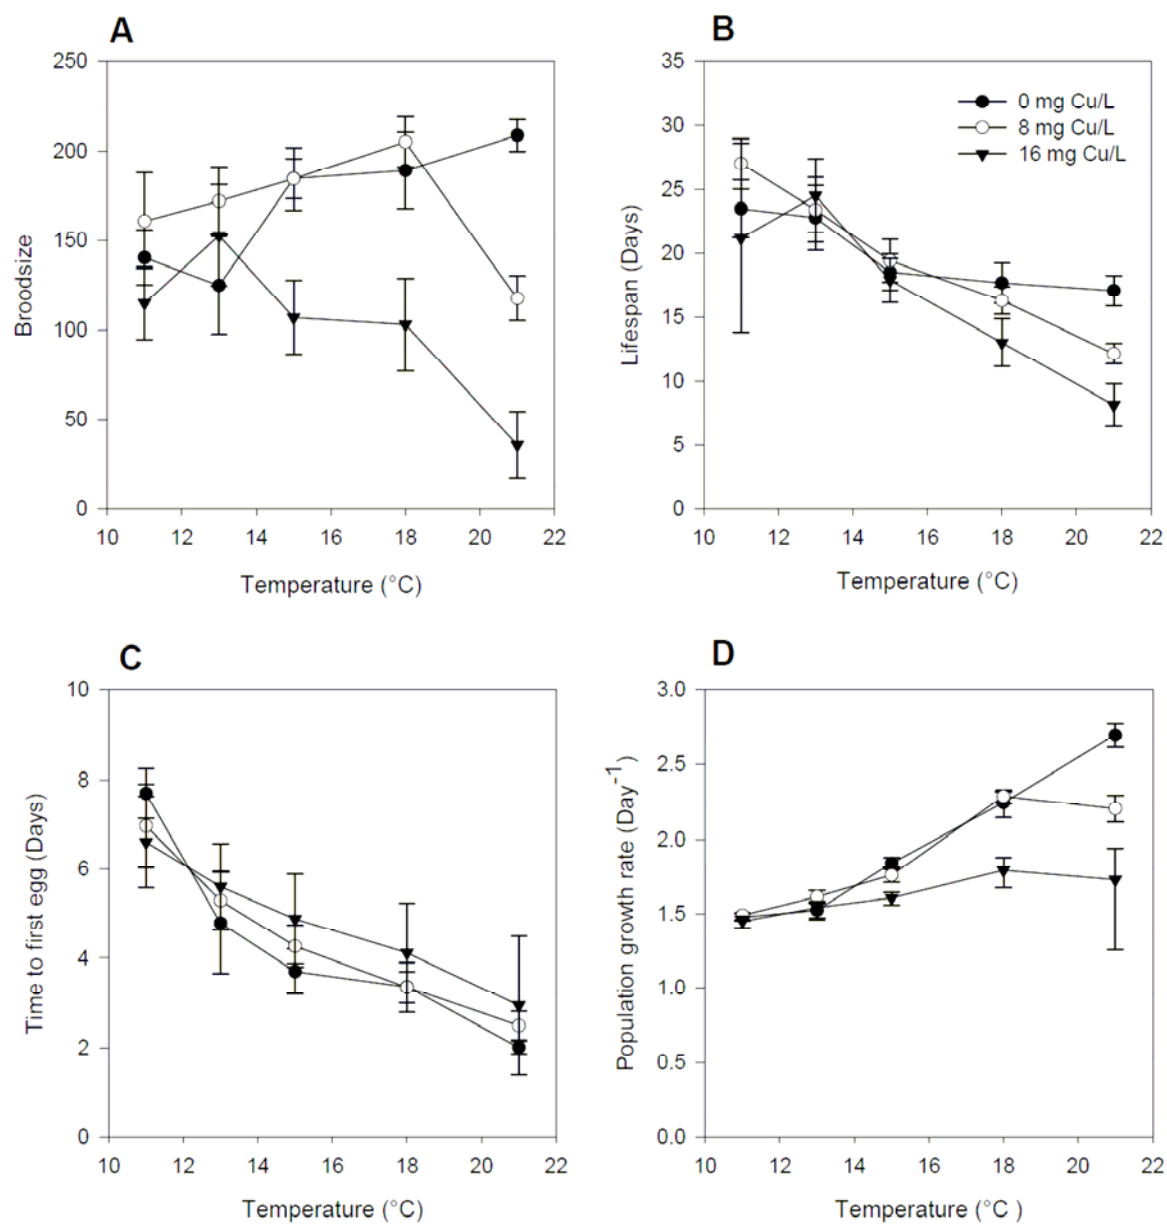 A
250
200
150
100
50
0
Broodsize
10 12 14 16 18 20 22
Temperature (°C)
B
35
30
25
20
15
10
5
0
Lifespan (Days)
0 mg Cu/L
8 mg Cu/L
16 mg Cu/L
10 12 14 16 18 20 22
Temperature (°C)
C
10
8
6
4
2
0
Time to first egg (Days)
10 12 14 16 18 20 22
Temperature (°C)
D
3.0
2.5
2.0
1.5
1.0
0.5
0.0
Population growth rate (Day-1 )
10 12 14 16 18 20 22
Temperature (°C )